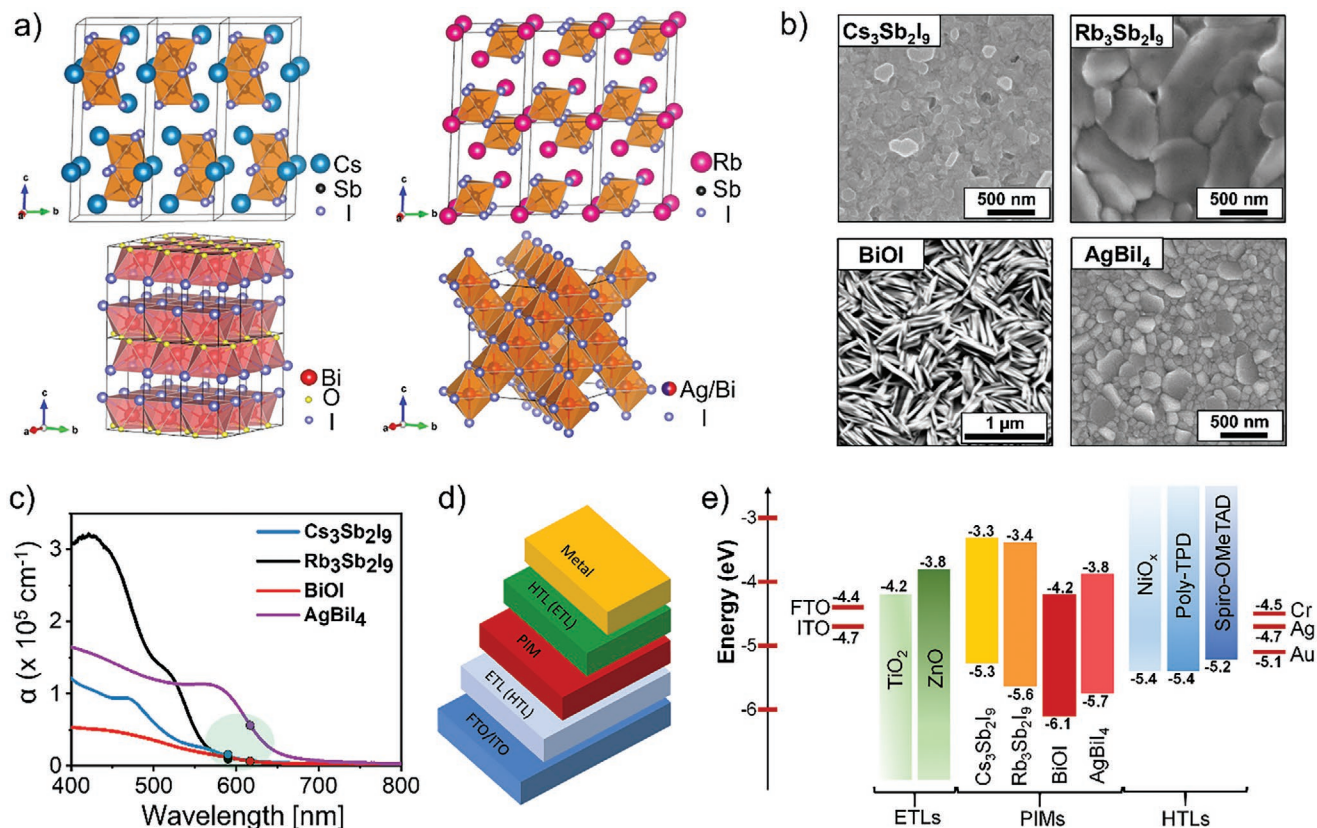 a)
Cs
Sb
I
c
a
b
Rb
Sb
I
c
a
b
Bi
O
I
c
a
b
Ag/Bi
I
c
a
b
b)
Cs3Sb2I9
500 nm
Rb3Sb2I9
500 nm
BiOI
1 µm
AgBiI4
500 nm
c)
α (x 10⁵ cm⁻¹)
3
2
1
0
400
500
600
700
800
Wavelength [nm]
Cs3Sb2I9
Rb3Sb2I9
BiOI
AgBiI4
d)
Metal
HTL (ETL)
PIM
ETL (HTL)
FTO/ITO
e)
Energy (eV)
-3
-4
-5
-6
-4.4
FTO
ITO
-4.7
-4.2
TiO2
-3.8
ZnO
-3.3
-5.3
Cs3Sb2I9
-3.4
-5.6
Rb3Sb2I9
-4.2
-6.1
BiOI
-3.8
-5.7
AgBiI4
NiOx
-5.4
Poly-TPD
-5.4
Spiro-OMeTAD
-5.2
-4.5 Cr
Ag
-4.7
Au
-5.1
ETLs
PIMs
HTLs